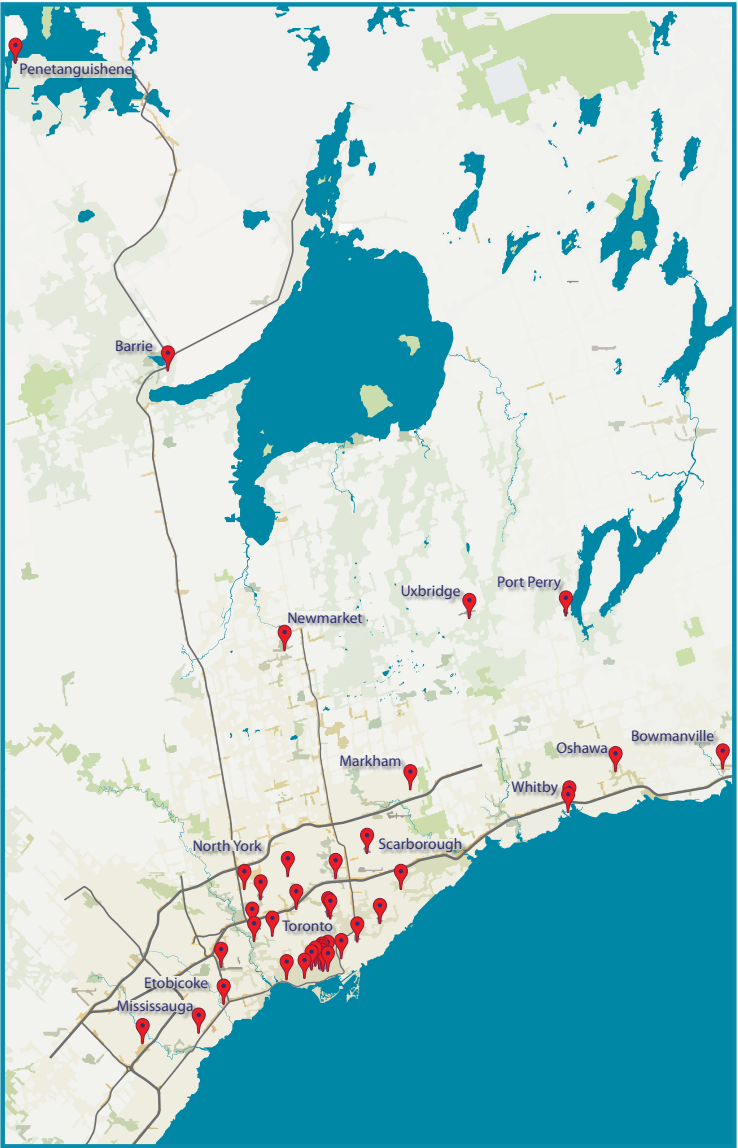 Penetanguishene
Barrie
Uxbridge
Port Perry
Newmarket
Bowmanville
Oshawa
Markham
Whitby
North York
Scarborough
Toronto
Etobicoke
Mississauga